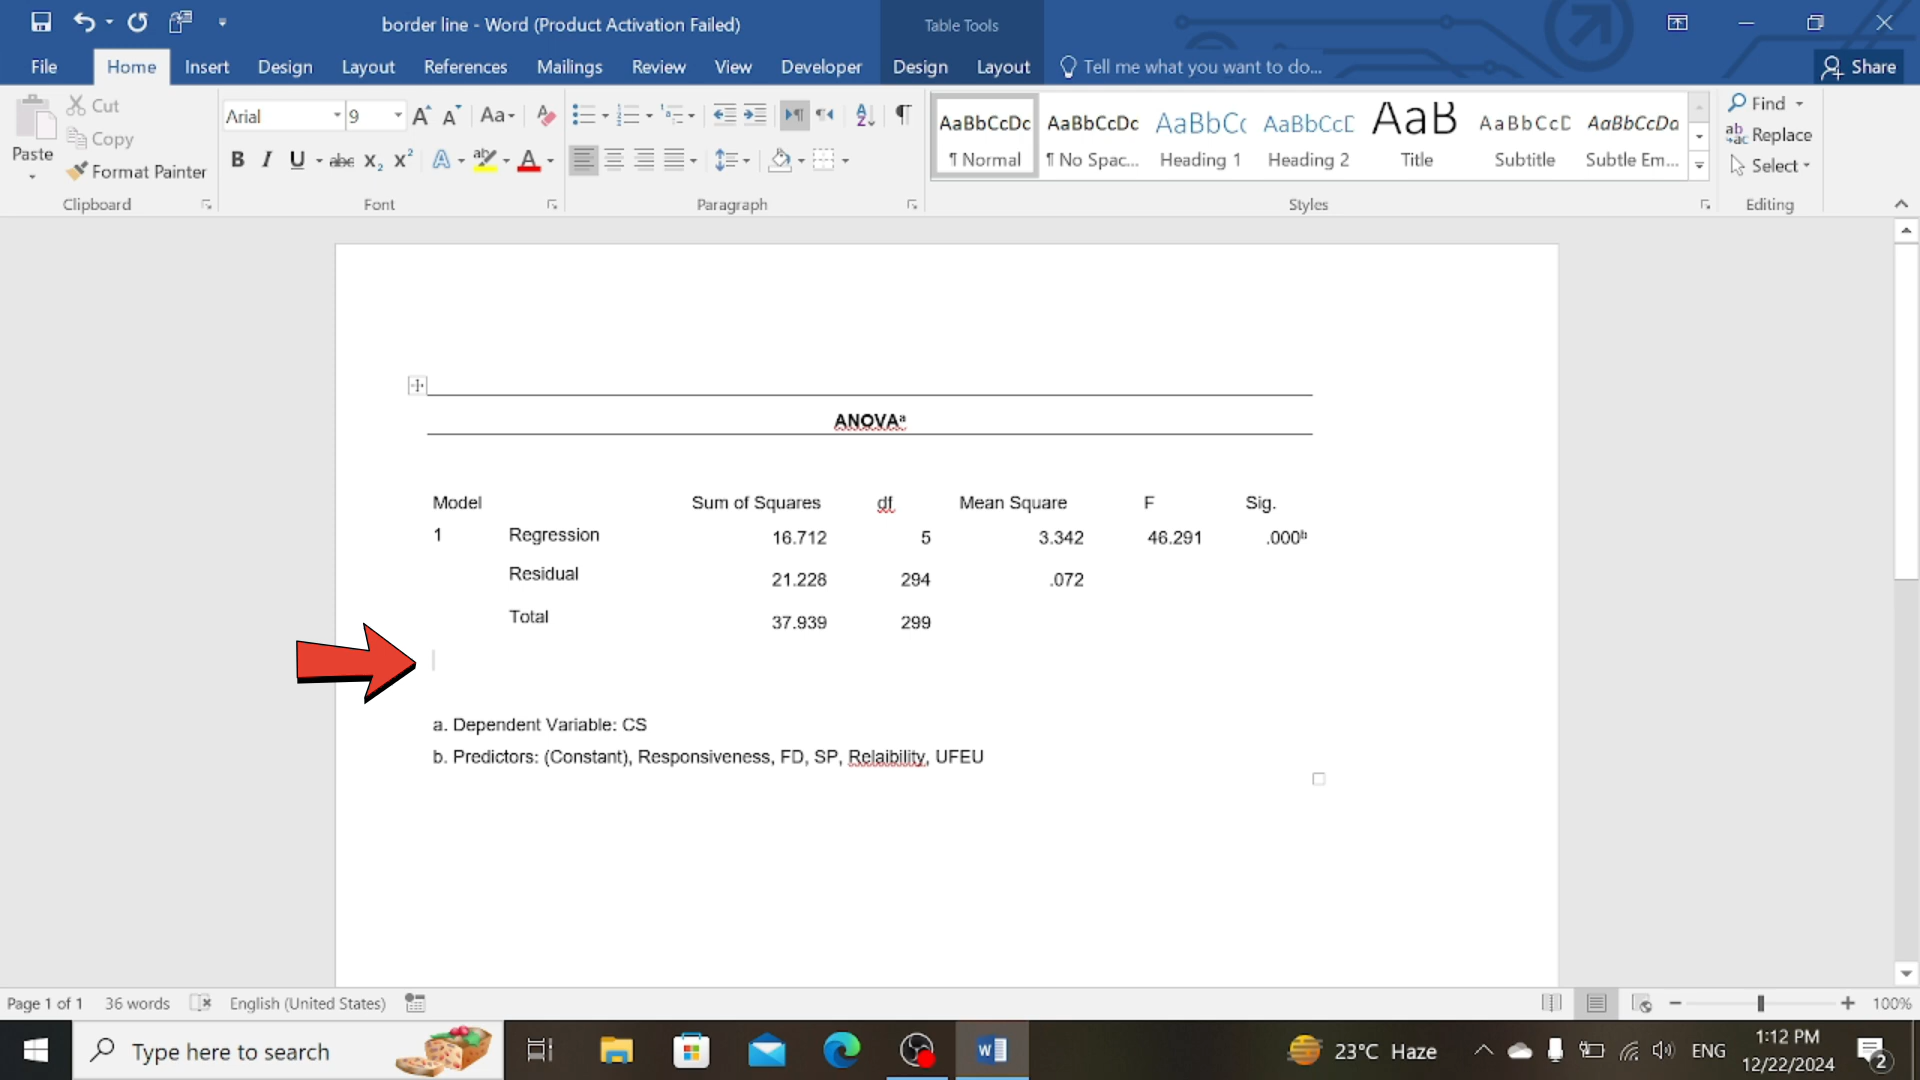 border line - Word (Product Activation Failed)
Table Tools
File Home Insert Design Layout References Mailings Review View Developer Design Layout Tell me what you want to do... Share
Paste
Cut
Copy
Format Painter
Clipboard
Arial 9
Font
Paragraph
AaBbCcDc AaBbCcDc AaBbCc AaBbCcD AaB AaBbCcD AaBbCcDa
¶ Normal ¶ No Spac... Heading 1 Heading 2 Title Subtitle Subtle Em...
Styles
Find
Replace
Select
Editing
ANOVAᵃ
Model Sum of Squares df Mean Square F Sig.
1 Regression 16.712 5 3.342 46.291 .000ᵇ
Residual 21.228 294 .072
Total 37.939 299
a. Dependent Variable: CS
b. Predictors: (Constant), Responsiveness, FD, SP, Relaibility, UFEU
Page 1 of 1 36 words English (United States) 100%
Type here to search
23°C Haze
ENG
1:12 PM
12/22/2024
2